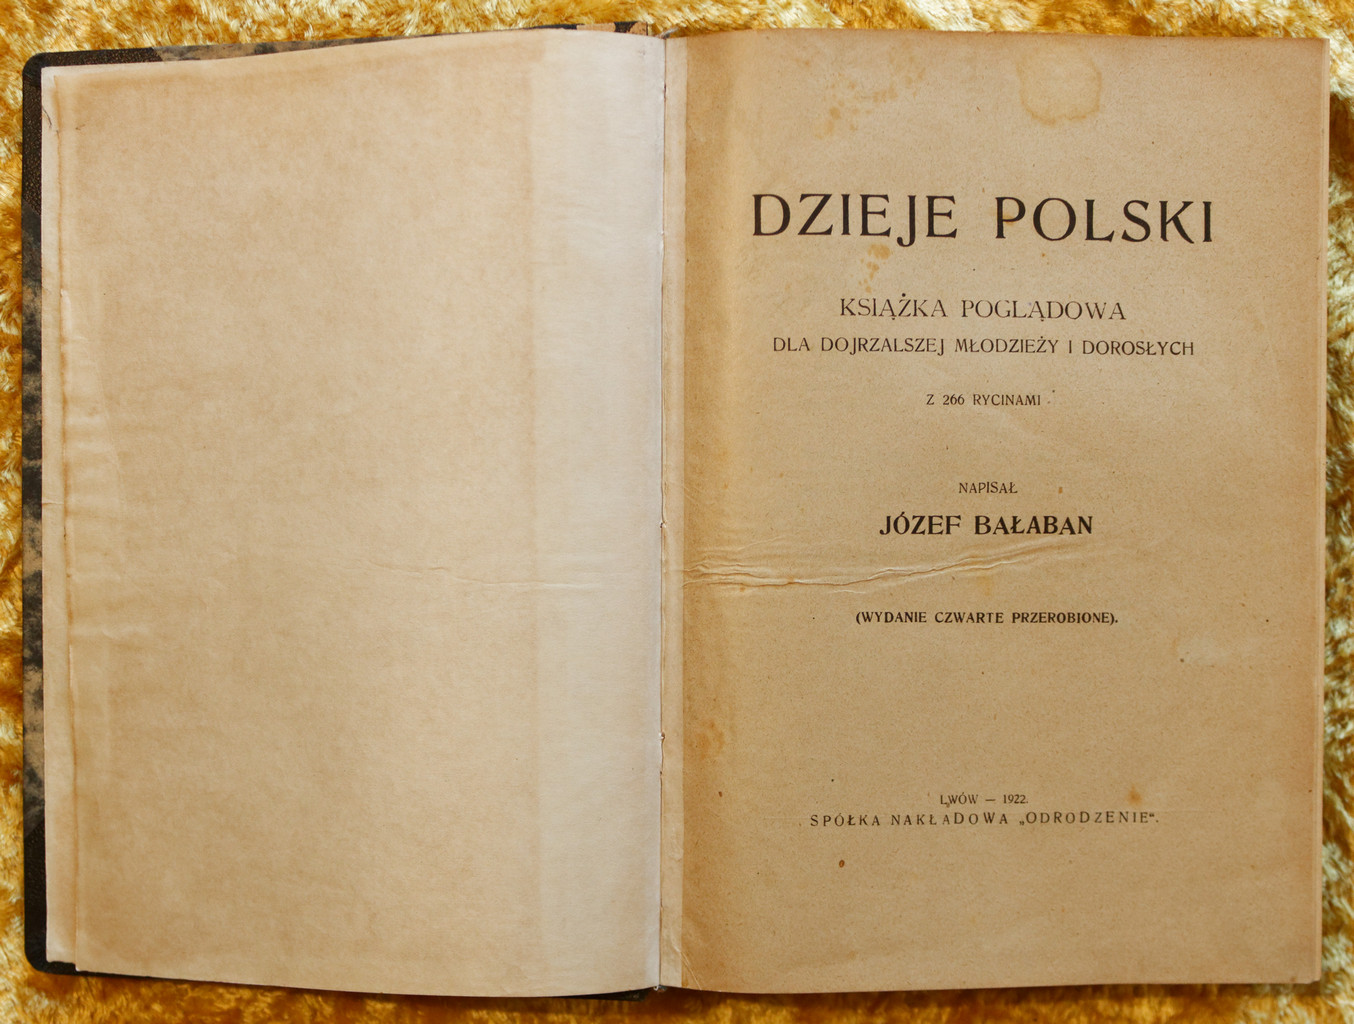 DZIEJE POLSKI
KSIĄŻKA POGLĄDOWA
DLA DOJRZALSZEJ MŁODZIEŻY I DOROSŁYCH
Z 266 RYCINAMI
NAPISAŁ
JÓZEF BAŁABAN
(WYDANIE CZWARTE PRZEROBIONE).
LWÓW — 1922.
SPÓŁKA NAKŁADOWA „ODRODZENIE“.